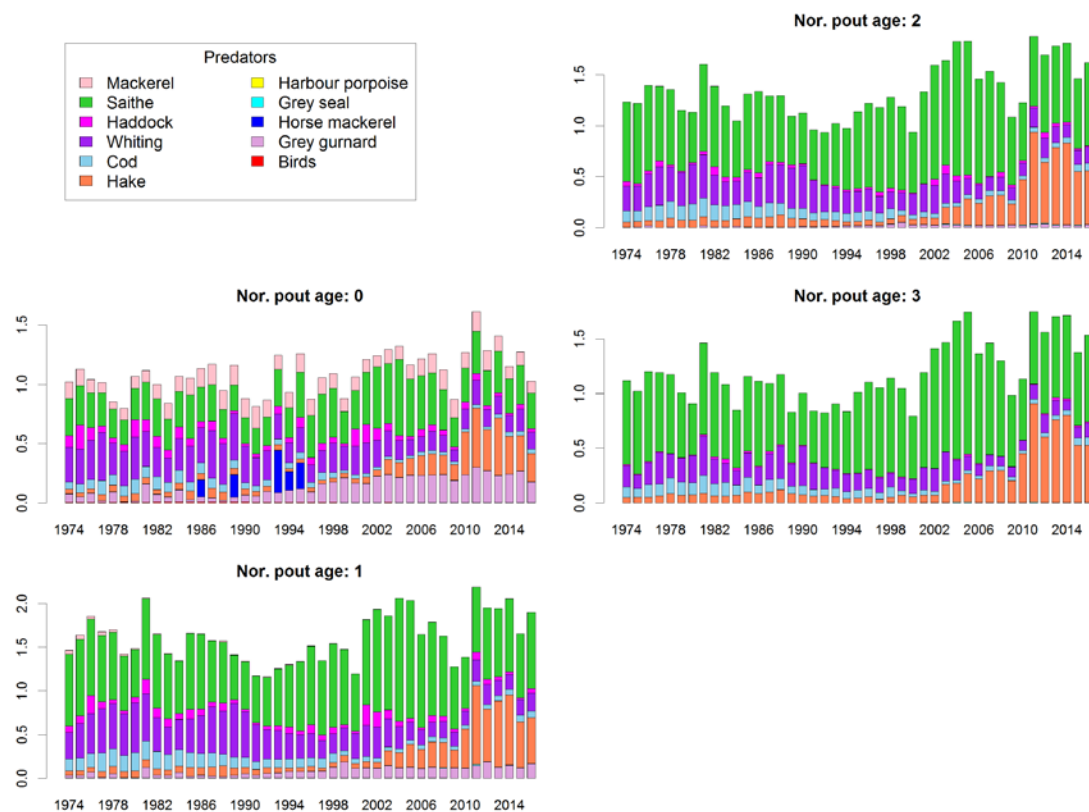 Predators
Mackerel
Saithe
Haddock
Whiting
Cod
Hake
Harbour porpoise
Grey seal
Horse mackerel
Grey gurnard
Birds
Nor. pout age: 2
1.5
1.0
0.5
0.0
1974 1978 1982 1986 1990 1994 1998 2002 2006 2010 2014
Nor. pout age: 0
1.5
1.0
0.5
0.0
1974 1978 1982 1986 1990 1994 1998 2002 2006 2010 2014
Nor. pout age: 3
1.5
1.0
0.5
0.0
1974 1978 1982 1986 1990 1994 1998 2002 2006 2010 2014
Nor. pout age: 1
2.0
1.5
1.0
0.5
0.0
1974 1978 1982 1986 1990 1994 1998 2002 2006 2010 2014